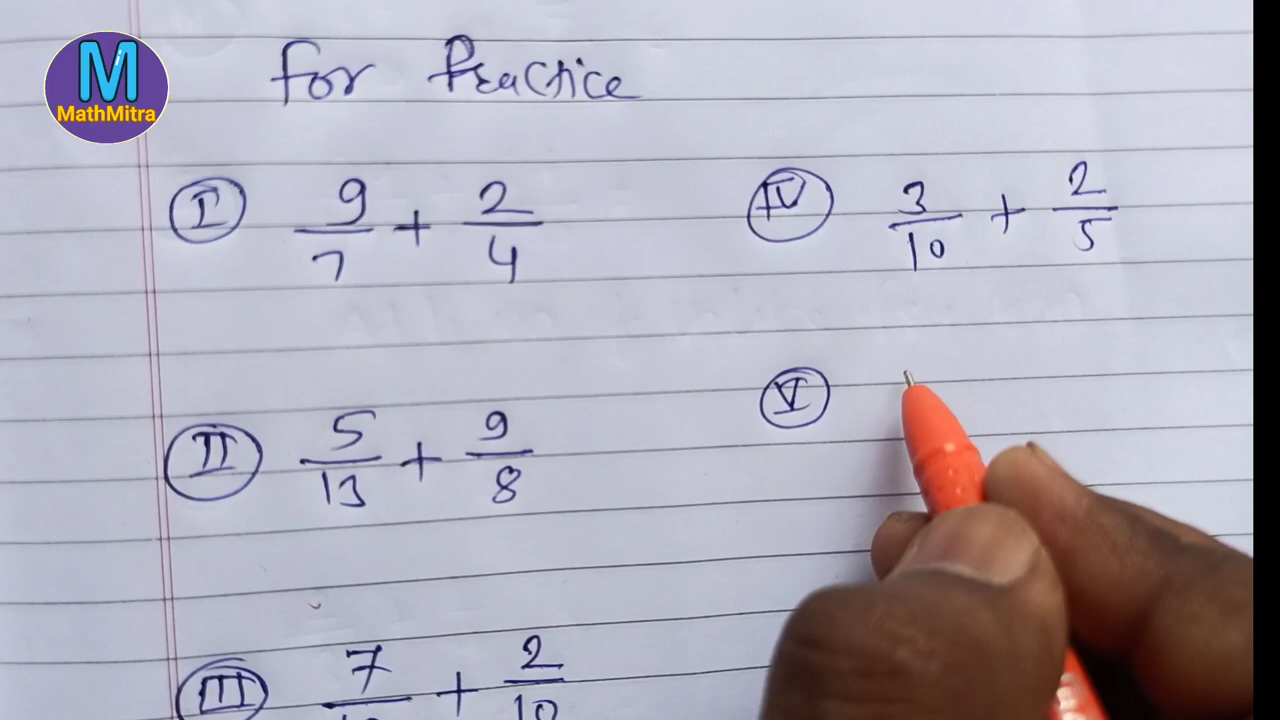 M
MathMitra
For Practice
I 9/7 + 2/4
II 5/13 + 9/8
III 7/ + 2/10
IV 3/10 + 2/5
V